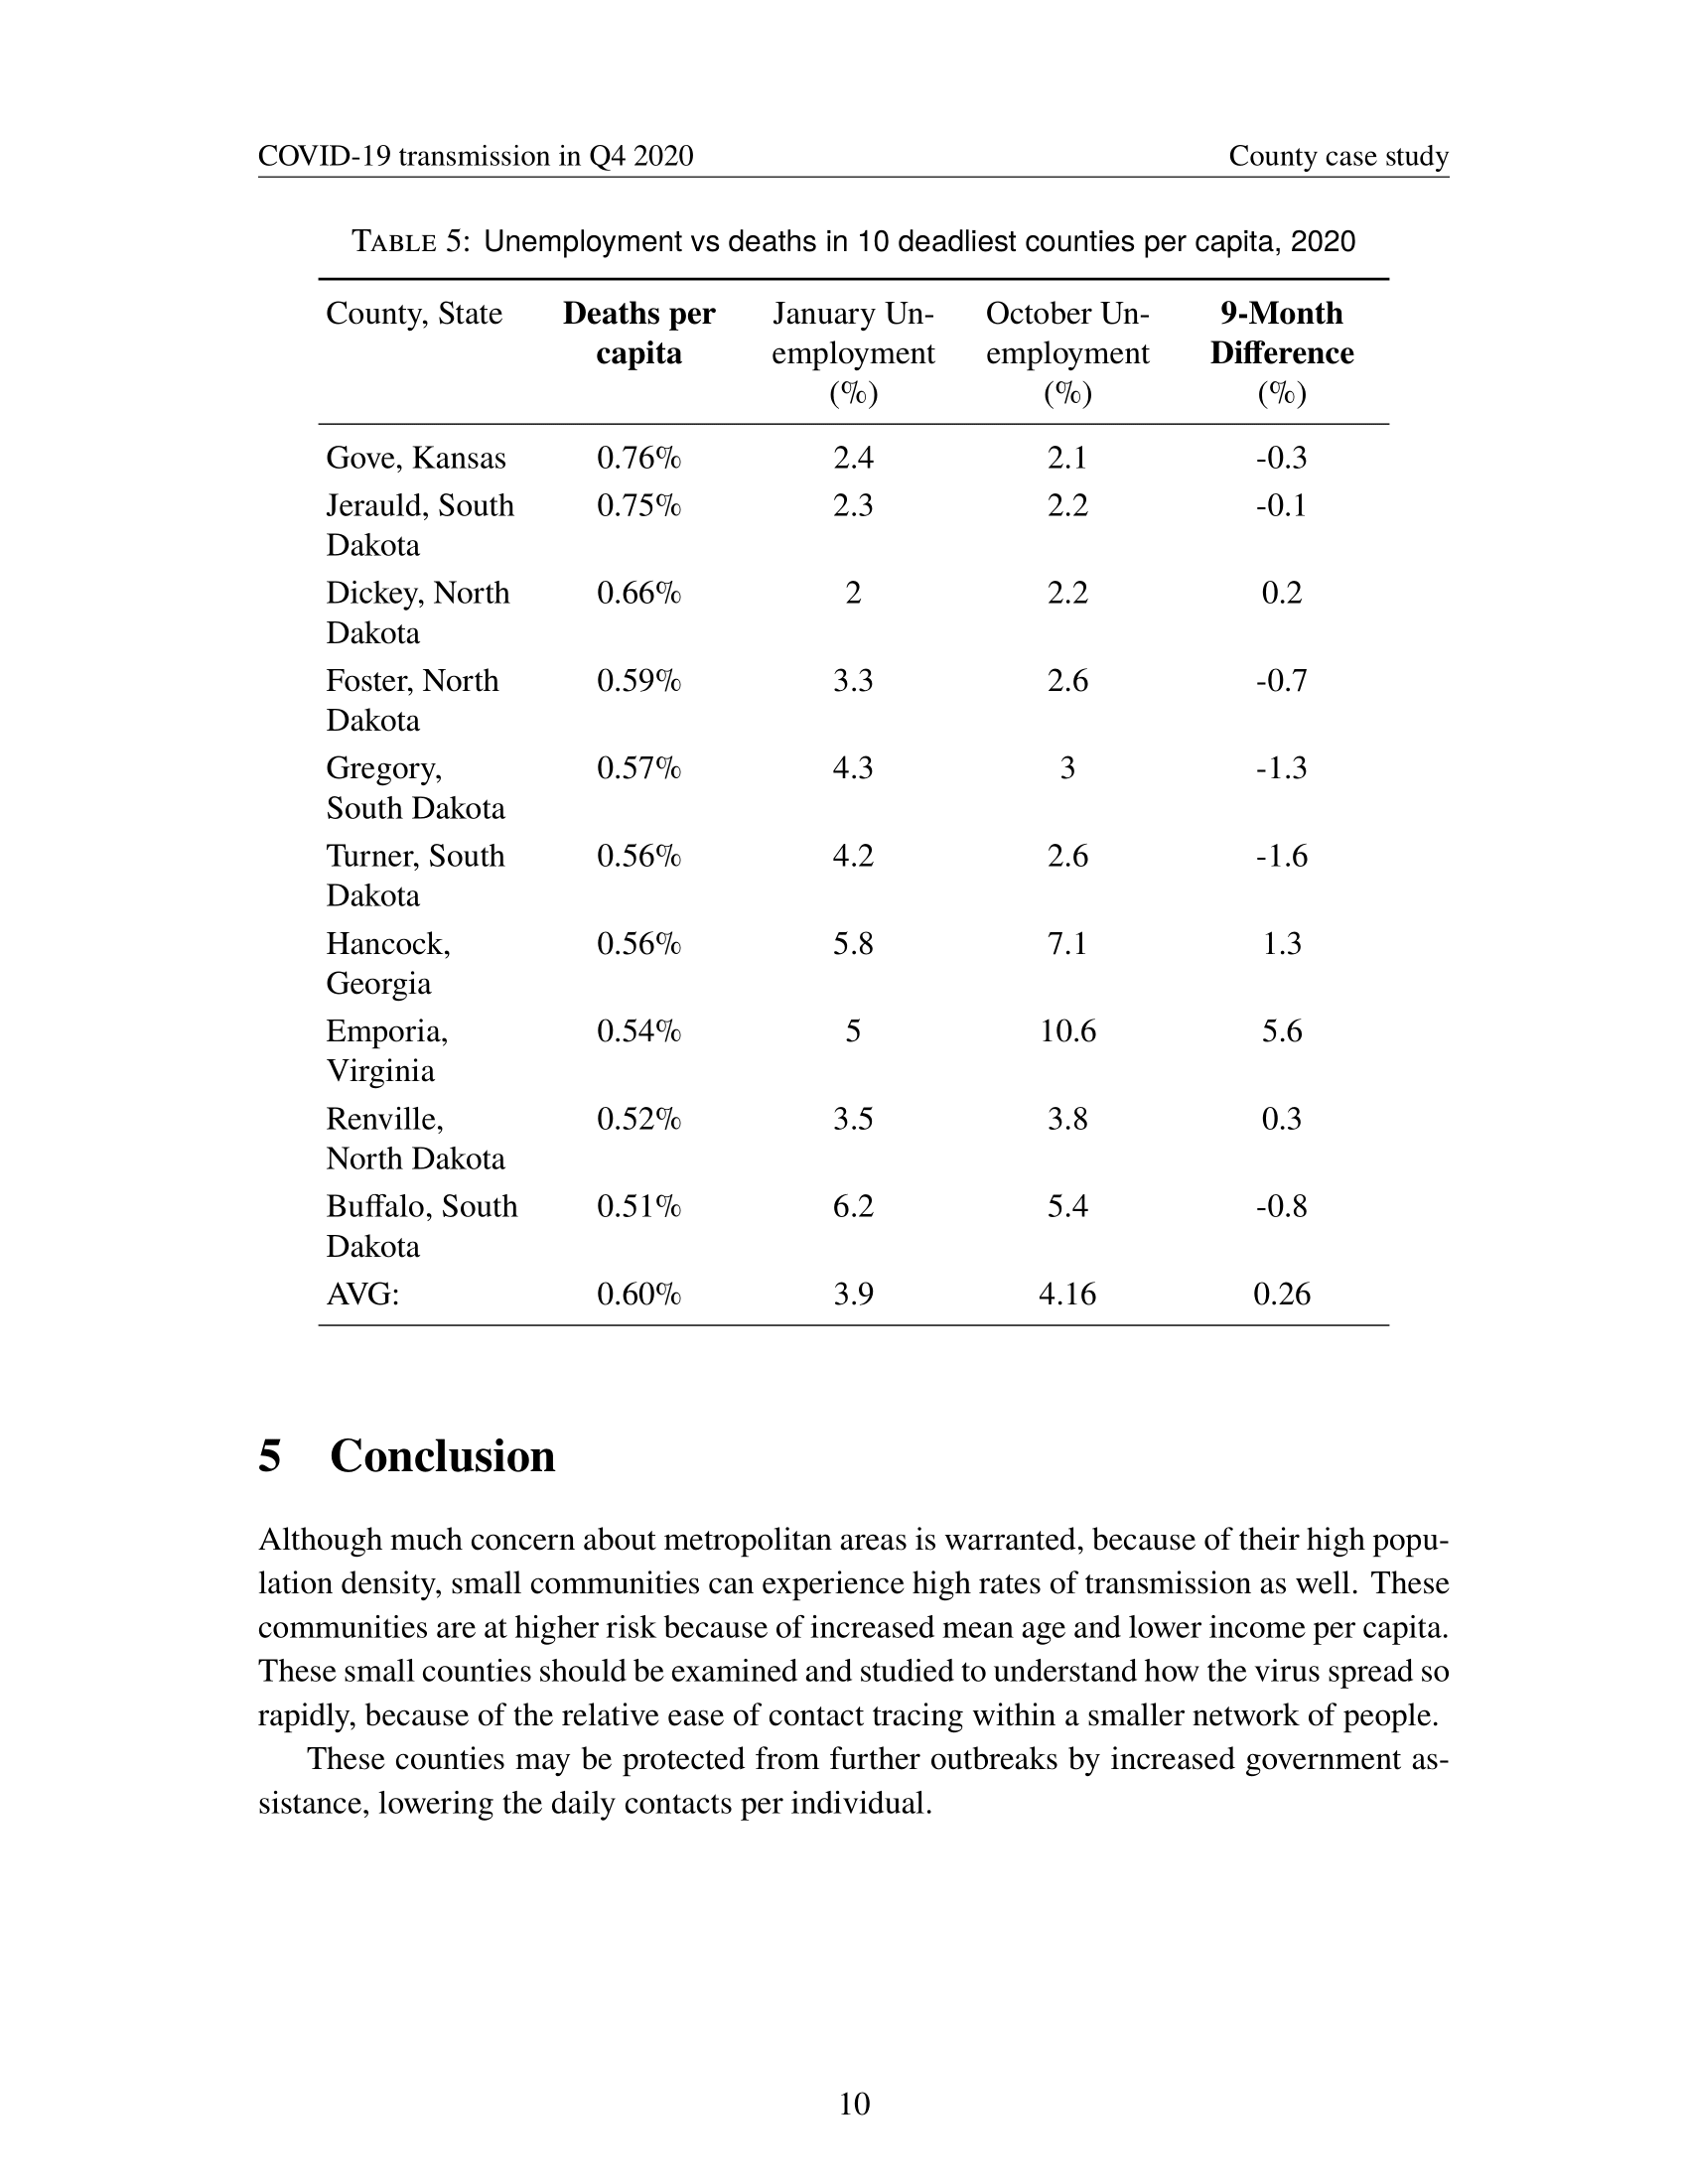 COVID-19 transmission in Q4 2020 County case study
TABLE 5: Unemployment vs deaths in 10 deadliest counties per capita, 2020
County, State Deaths per January Un- October Un- 9-Month
capita employment employment Difference
(%) (%) (%)
Gove, Kansas 0.76% 2.4 2.1 -0.3
Jerauld, South 0.75% 2.3 2.2 -0.1
Dakota
Dickey, North 0.66% 2 2.2 0.2
Dakota
Foster, North 0.59% 3.3 2.6 -0.7
Dakota
Gregory, 0.57% 4.3 3 -1.3
South Dakota
Turner, South 0.56% 4.2 2.6 -1.6
Dakota
Hancock, 0.56% 5.8 7.1 1.3
Georgia
Emporia, 0.54% 5 10.6 5.6
Virginia
Renville, 0.52% 3.5 3.8 0.3
North Dakota
Buffalo, South 0.51% 6.2 5.4 -0.8
Dakota
AVG: 0.60% 3.9 4.16 0.26
5 Conclusion
Although much concern about metropolitan areas is warranted, because of their high popu-
lation density, small communities can experience high rates of transmission as well. These
communities are at higher risk because of increased mean age and lower income per capita.
These small counties should be examined and studied to understand how the virus spread so
rapidly, because of the relative ease of contact tracing within a smaller network of people.
These counties may be protected from further outbreaks by increased government as-
sistance, lowering the daily contacts per individual.
10